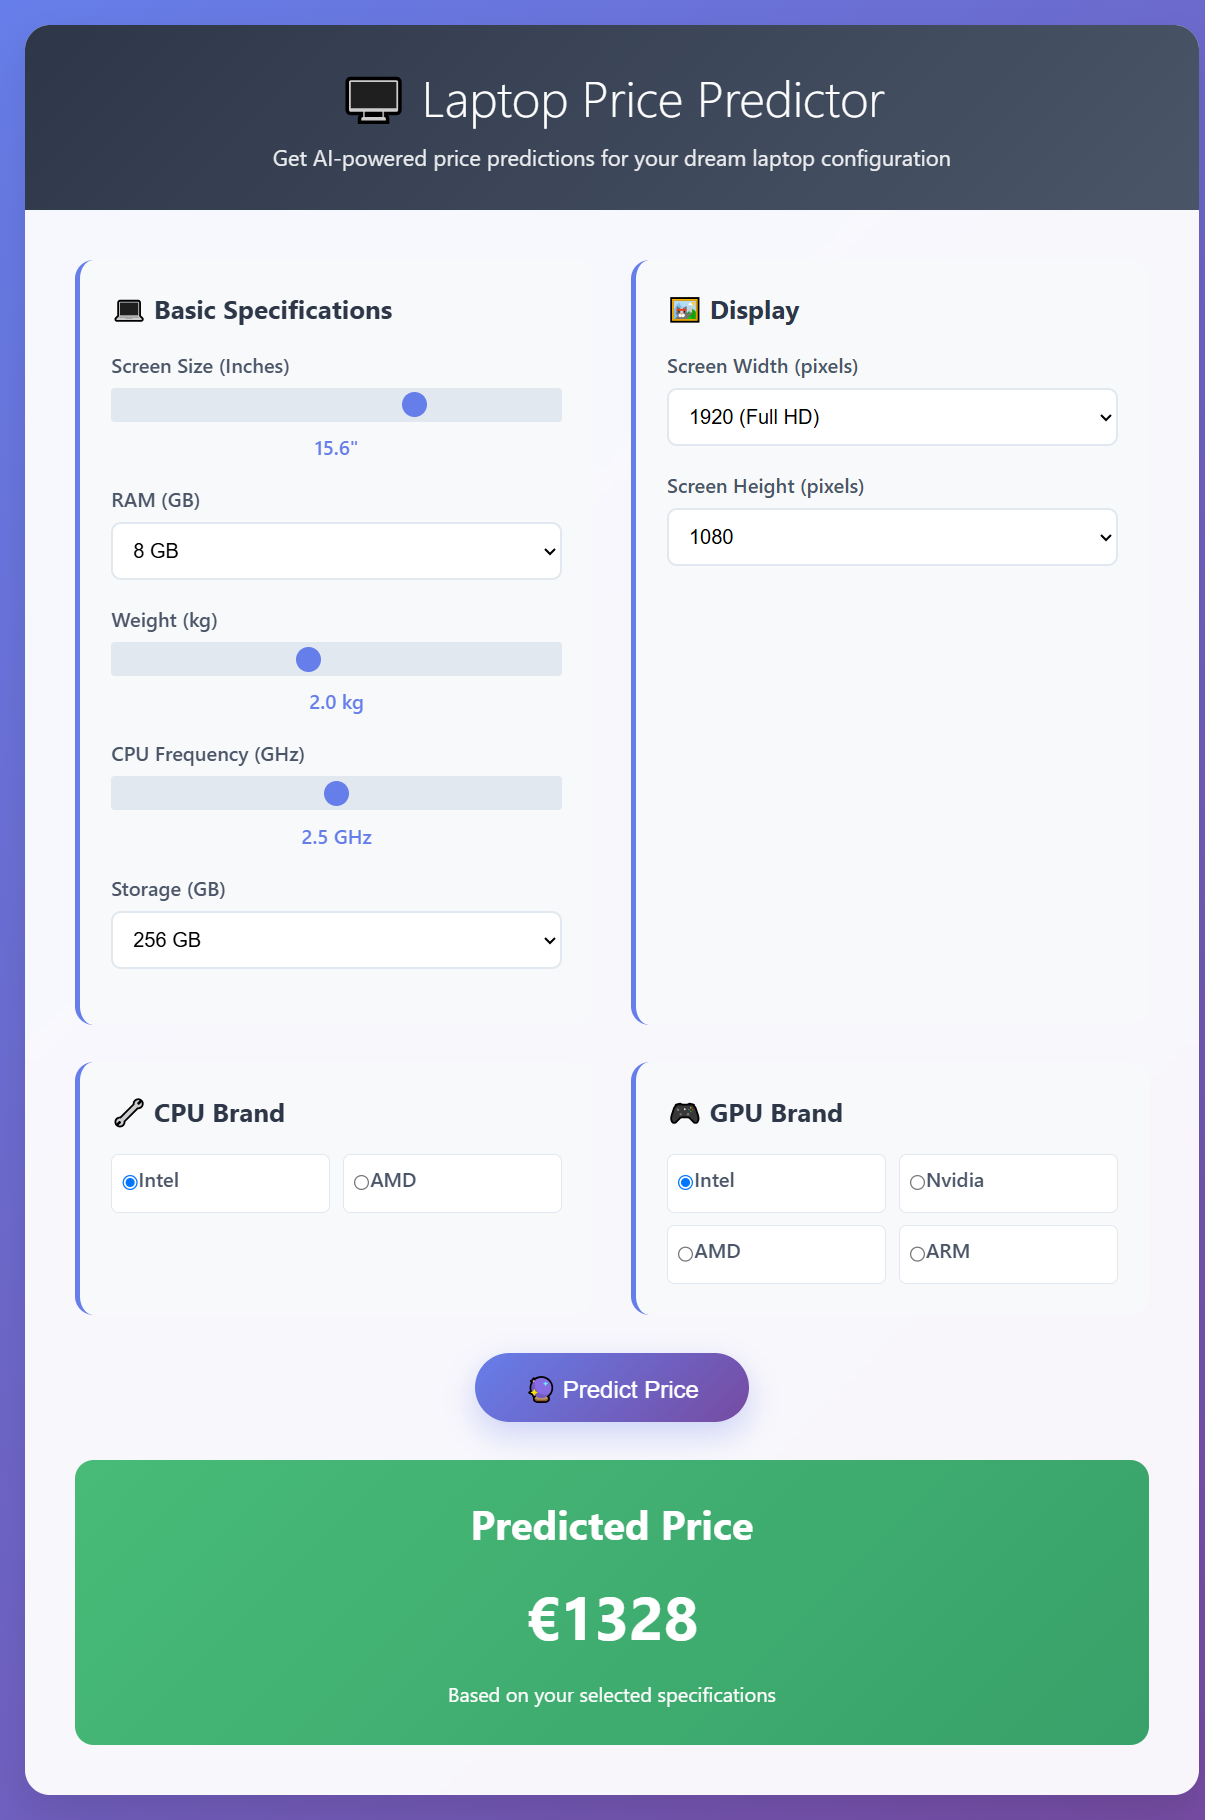 Laptop Price Predictor
Get AI-powered price predictions for your dream laptop configuration
Basic Specifications
Screen Size (Inches)
15.6"
RAM (GB)
8 GB
Weight (kg)
2.0 kg
CPU Frequency (GHz)
2.5 GHz
Storage (GB)
256 GB
Display
Screen Width (pixels)
1920 (Full HD)
Screen Height (pixels)
1080
CPU Brand
Intel
AMD
GPU Brand
Intel
Nvidia
AMD
ARM
Predict Price
Predicted Price
€1328
Based on your selected specifications